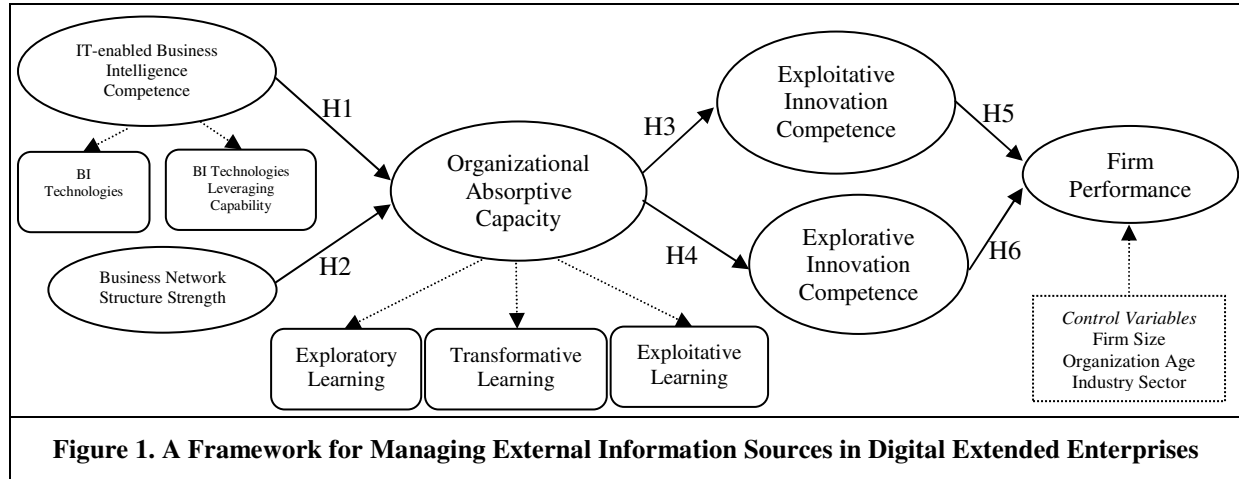 IT-enabled Business
Intelligence
Competence
H1
BI
Technologies
BI Technologies
Leveraging
Capability
Business Network
Structure Strength
H2
Organizational
Absorptive
Capacity
Exploratory
Learning
Transformative
Learning
Exploitative
Learning
H3
H4
Exploitative
Innovation
Competence
Explorative
Innovation
Competence
H5
H6
Firm
Performance
Control Variables
Firm Size
Organization Age
Industry Sector
Figure 1. A Framework for Managing External Information Sources in Digital Extended Enterprises